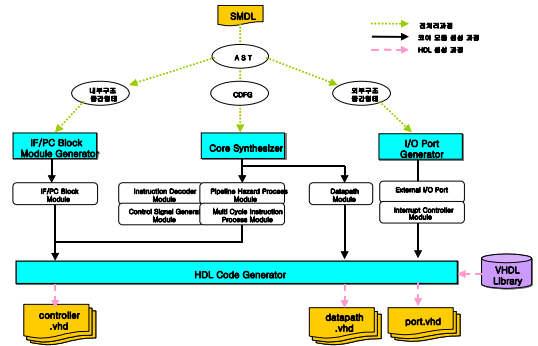 SMDL
전처리과정
코어 모듈 생성 과정
HDL 생성 과정
A S T
내부구조
중간형태
CDFG
외부구조
중간형태
IF/PC Block
Module Generator
Core Synthesizer
I/O Port
Generator
IF/PC Block
Module
Instruction Decoder
Module
Pipeline Hazard Process
Module
Datapath
Module
External I/O Port
Control Signal General
Module
Multi Cycle Instruction
Process Module
Interrupt Controller
Module
HDL Code Generator
VHDL
Library
controller
.vhd
datapath
.vhd
port.vhd